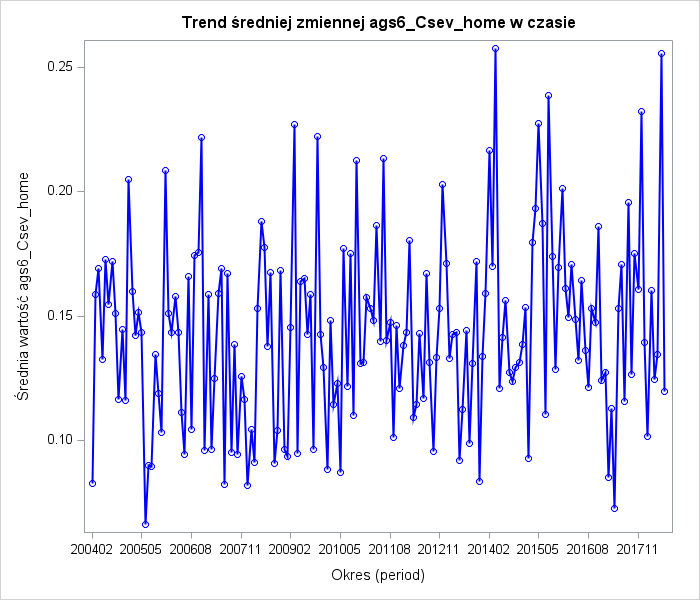 Trend średniej zmiennej ags6_Csev_home w czasie
Średnia wartość ags6_Csev_home
0.25
0.20
0.15
0.10
200402 200505 200608 200711 200902 201005 201108 201211 201402 201505 201608 201711
Okres (period)